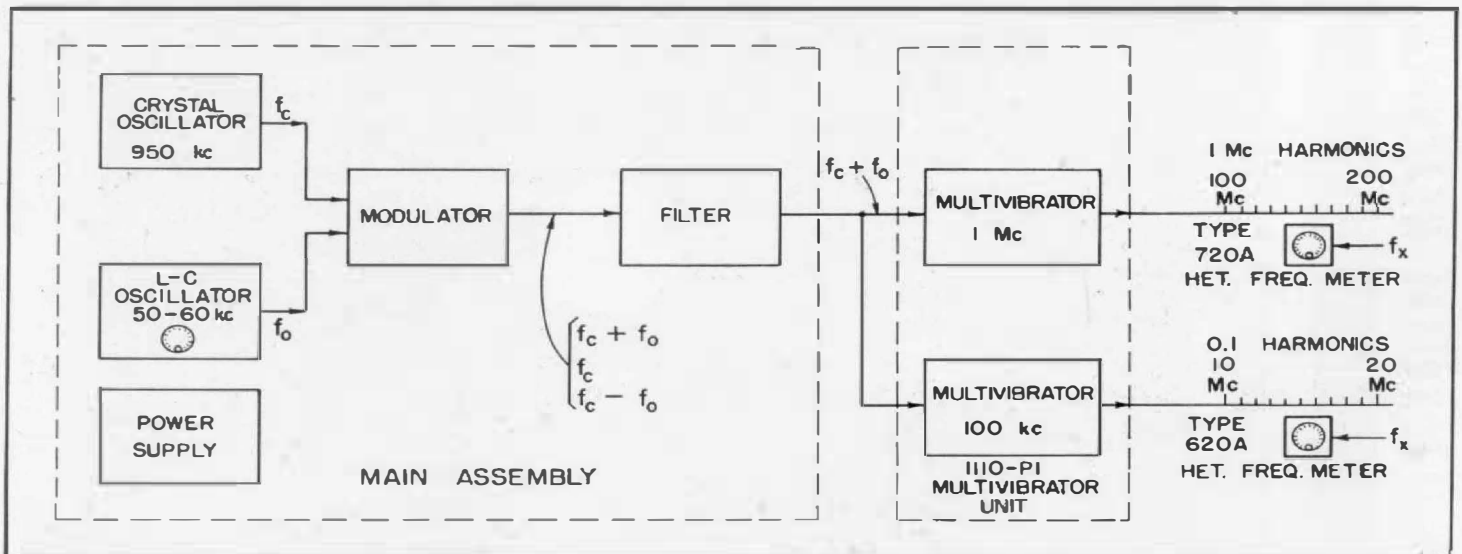 CRYSTAL
OSCILLATOR
950 kc
fc
L-C
OSCILLATOR
50-60 kc
fo
POWER
SUPPLY
MODULATOR
fc + fo
fc
fc - fo
FILTER
MAIN ASSEMBLY
fc + fo
MULTIVIBRATOR
1 Mc
MULTIVIBRATOR
100 kc
1110-P1
MULTIVIBRATOR
UNIT
1 Mc HARMONICS
100 200
Mc Mc
TYPE
720A
fx
HET. FREQ. METER
0.1 HARMONICS
10 20
Mc Mc
TYPE
620A
fx
HET. FREQ. METER